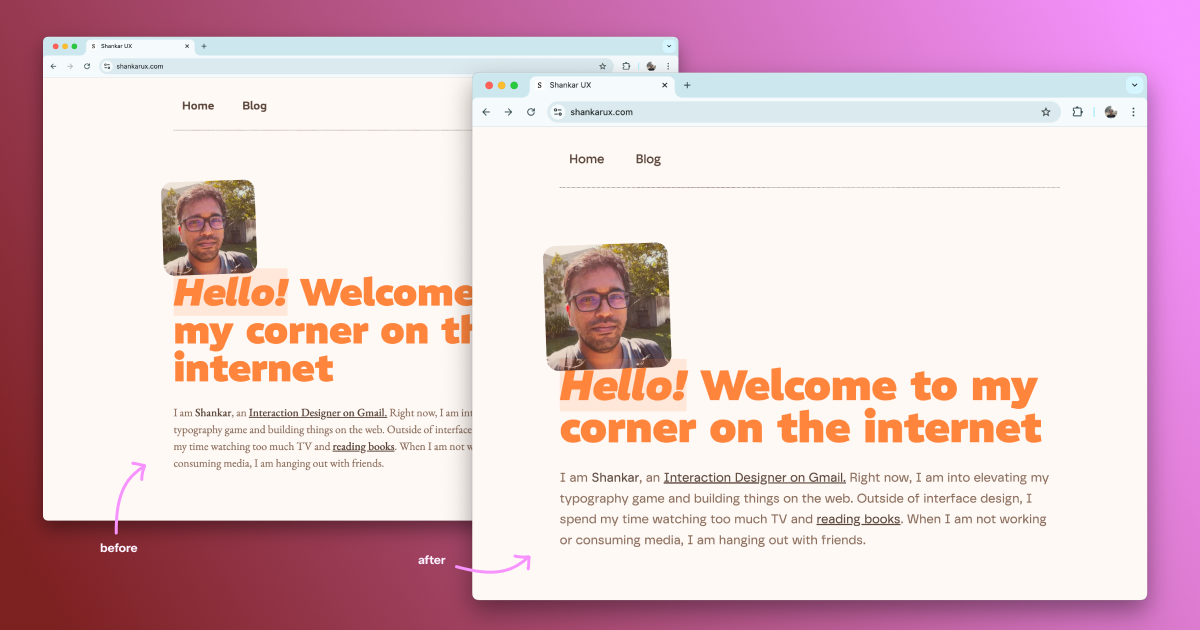 Shankar UX
shankarux.com
Home Blog
Hello! Welcome
my corner on th
internet
I am Shankar, an Interaction Designer on Gmail. Right now, I am int
typography game and building things on the web. Outside of interface
my time watching too much TV and reading books. When I am not w
consuming media, I am hanging out with friends.
before
S Shankar UX
shankarux.com
Home Blog
Hello! Welcome to my
corner on the internet
I am Shankar, an Interaction Designer on Gmail. Right now, I am into elevating my
typography game and building things on the web. Outside of interface design, I
spend my time watching too much TV and reading books. When I am not working
or consuming media, I am hanging out with friends.
after